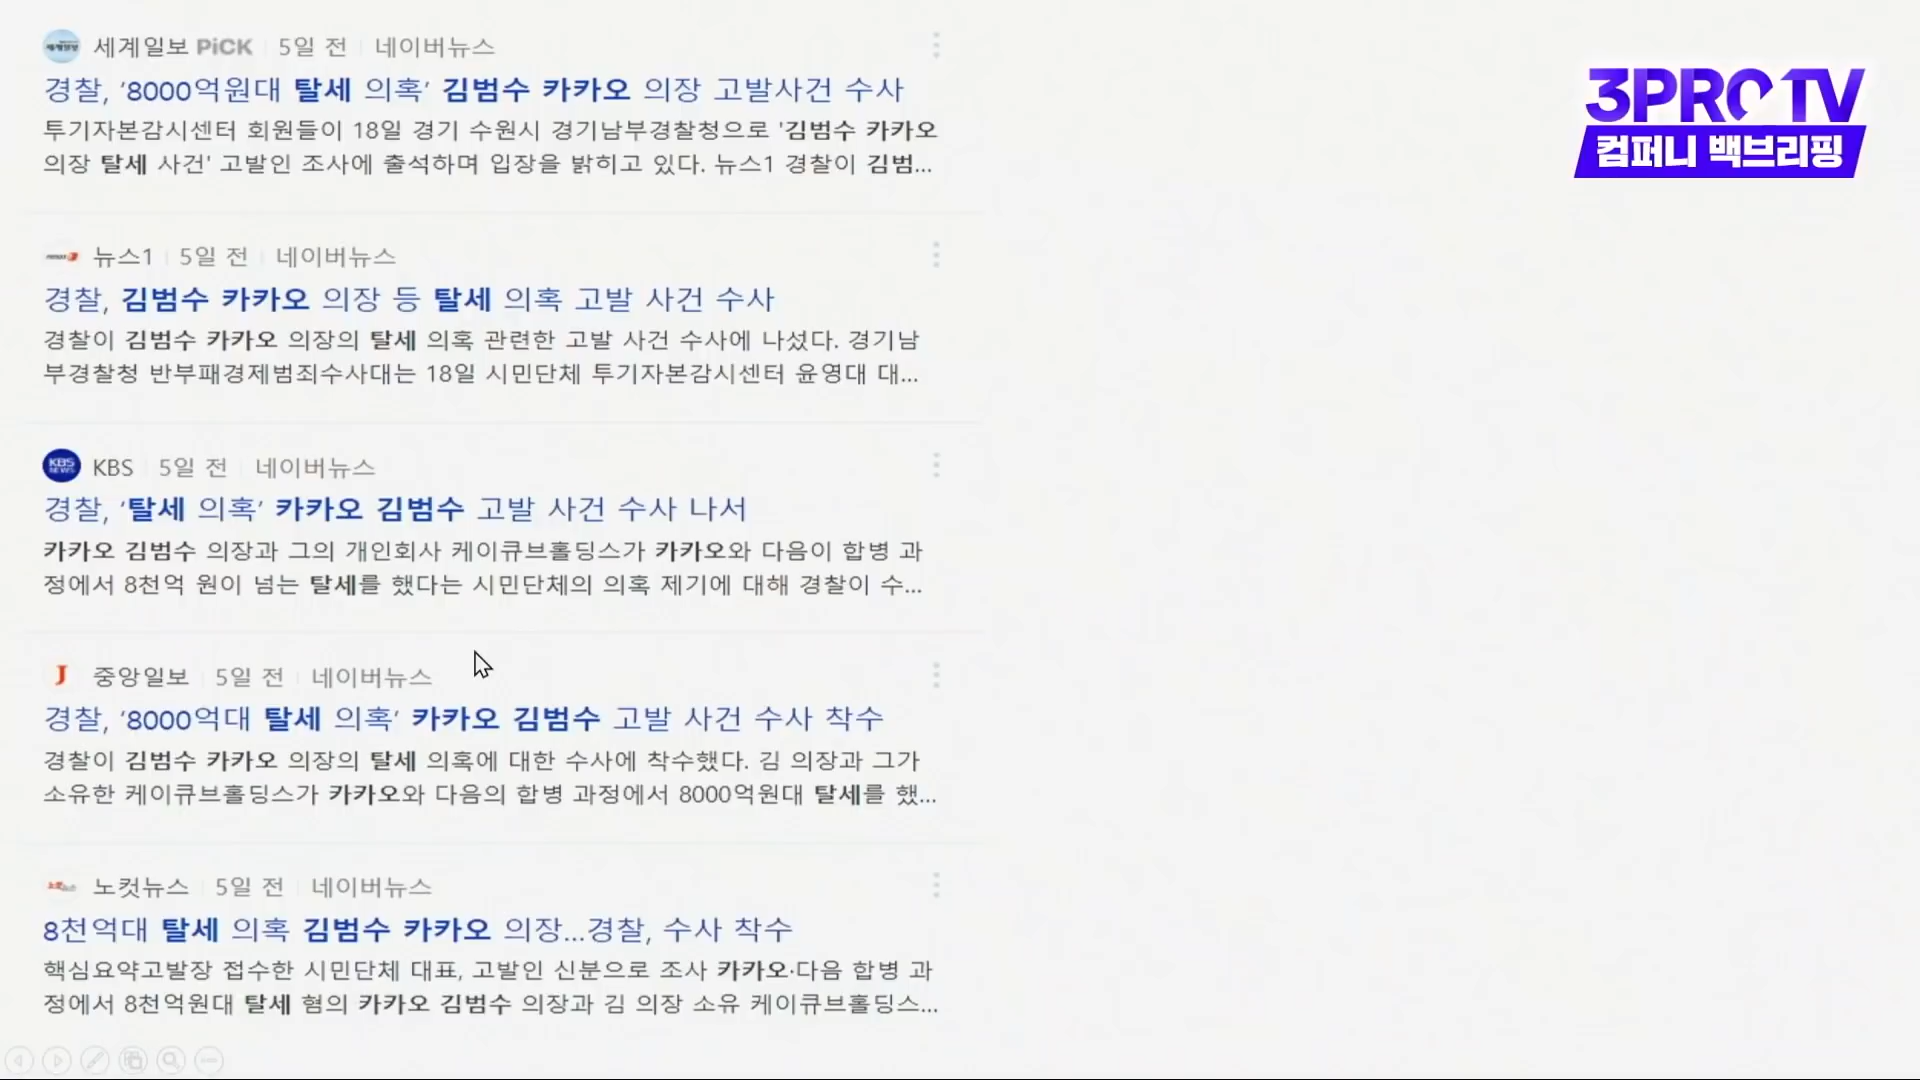 세계일보 PiCK 5일 전 네이버뉴스
경찰, ‘8000억원대 탈세 의혹’ 김범수 카카오 의장 고발사건 수사
투기자본감시센터 회원들이 18일 경기 수원시 경기남부경찰청으로 '김범수 카카오
의장 탈세 사건' 고발인 조사에 출석하며 입장을 밝히고 있다. 뉴스1 경찰이 김범...
3PRO TV
컴퍼니 백브리핑
뉴스1 5일 전 네이버뉴스
경찰, 김범수 카카오 의장 등 탈세 의혹 고발 사건 수사
경찰이 김범수 카카오 의장의 탈세 의혹 관련한 고발 사건 수사에 나섰다. 경기남
부경찰청 반부패경제범죄수사대는 18일 시민단체 투기자본감시센터 윤영대 대...
KBS NEWS
KBS 5일 전 네이버뉴스
경찰, ‘탈세 의혹’ 카카오 김범수 고발 사건 수사 나서
카카오 김범수 의장과 그의 개인회사 케이큐브홀딩스가 카카오와 다음이 합병 과
정에서 8천억 원이 넘는 탈세를 했다는 시민단체의 의혹 제기에 대해 경찰이 수...
J 중앙일보 5일 전 네이버뉴스
경찰, ‘8000억대 탈세 의혹’ 카카오 김범수 고발 사건 수사 착수
경찰이 김범수 카카오 의장의 탈세 의혹에 대한 수사에 착수했다. 김 의장과 그가
소유한 케이큐브홀딩스가 카카오와 다음의 합병 과정에서 8000억원대 탈세를 했...
노컷뉴스 5일 전 네이버뉴스
8천억대 탈세 의혹 김범수 카카오 의장...경찰, 수사 착수
핵심요약고발장 접수한 시민단체 대표, 고발인 신분으로 조사 카카오·다음 합병 과
정에서 8천억원대 탈세 혐의 카카오 김범수 의장과 김 의장 소유 케이큐브홀딩스...